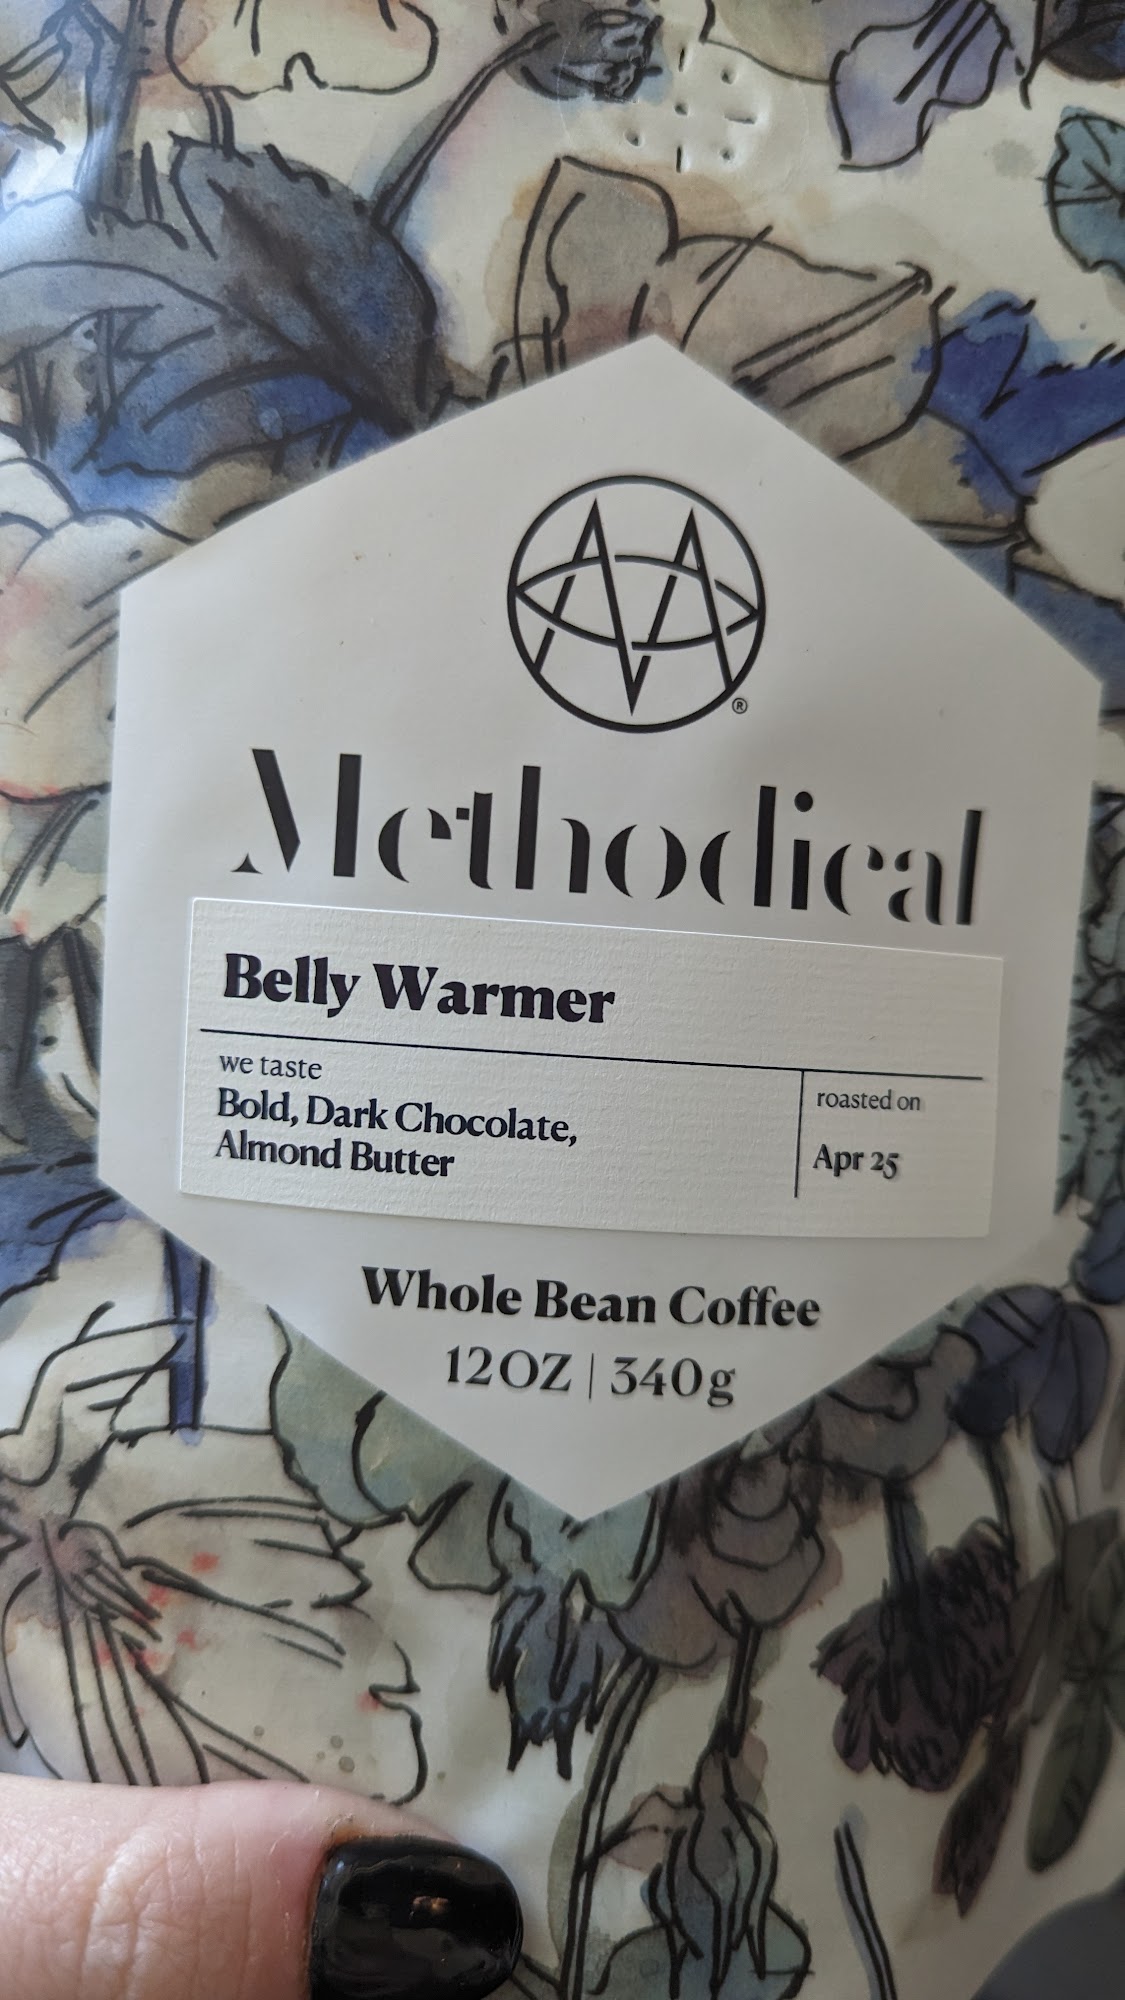 ®
Methodical
Belly Warmer
we taste
Bold, Dark Chocolate,
Almond Butter
roasted on
Apr 25
Whole Bean Coffee
12OZ | 340g